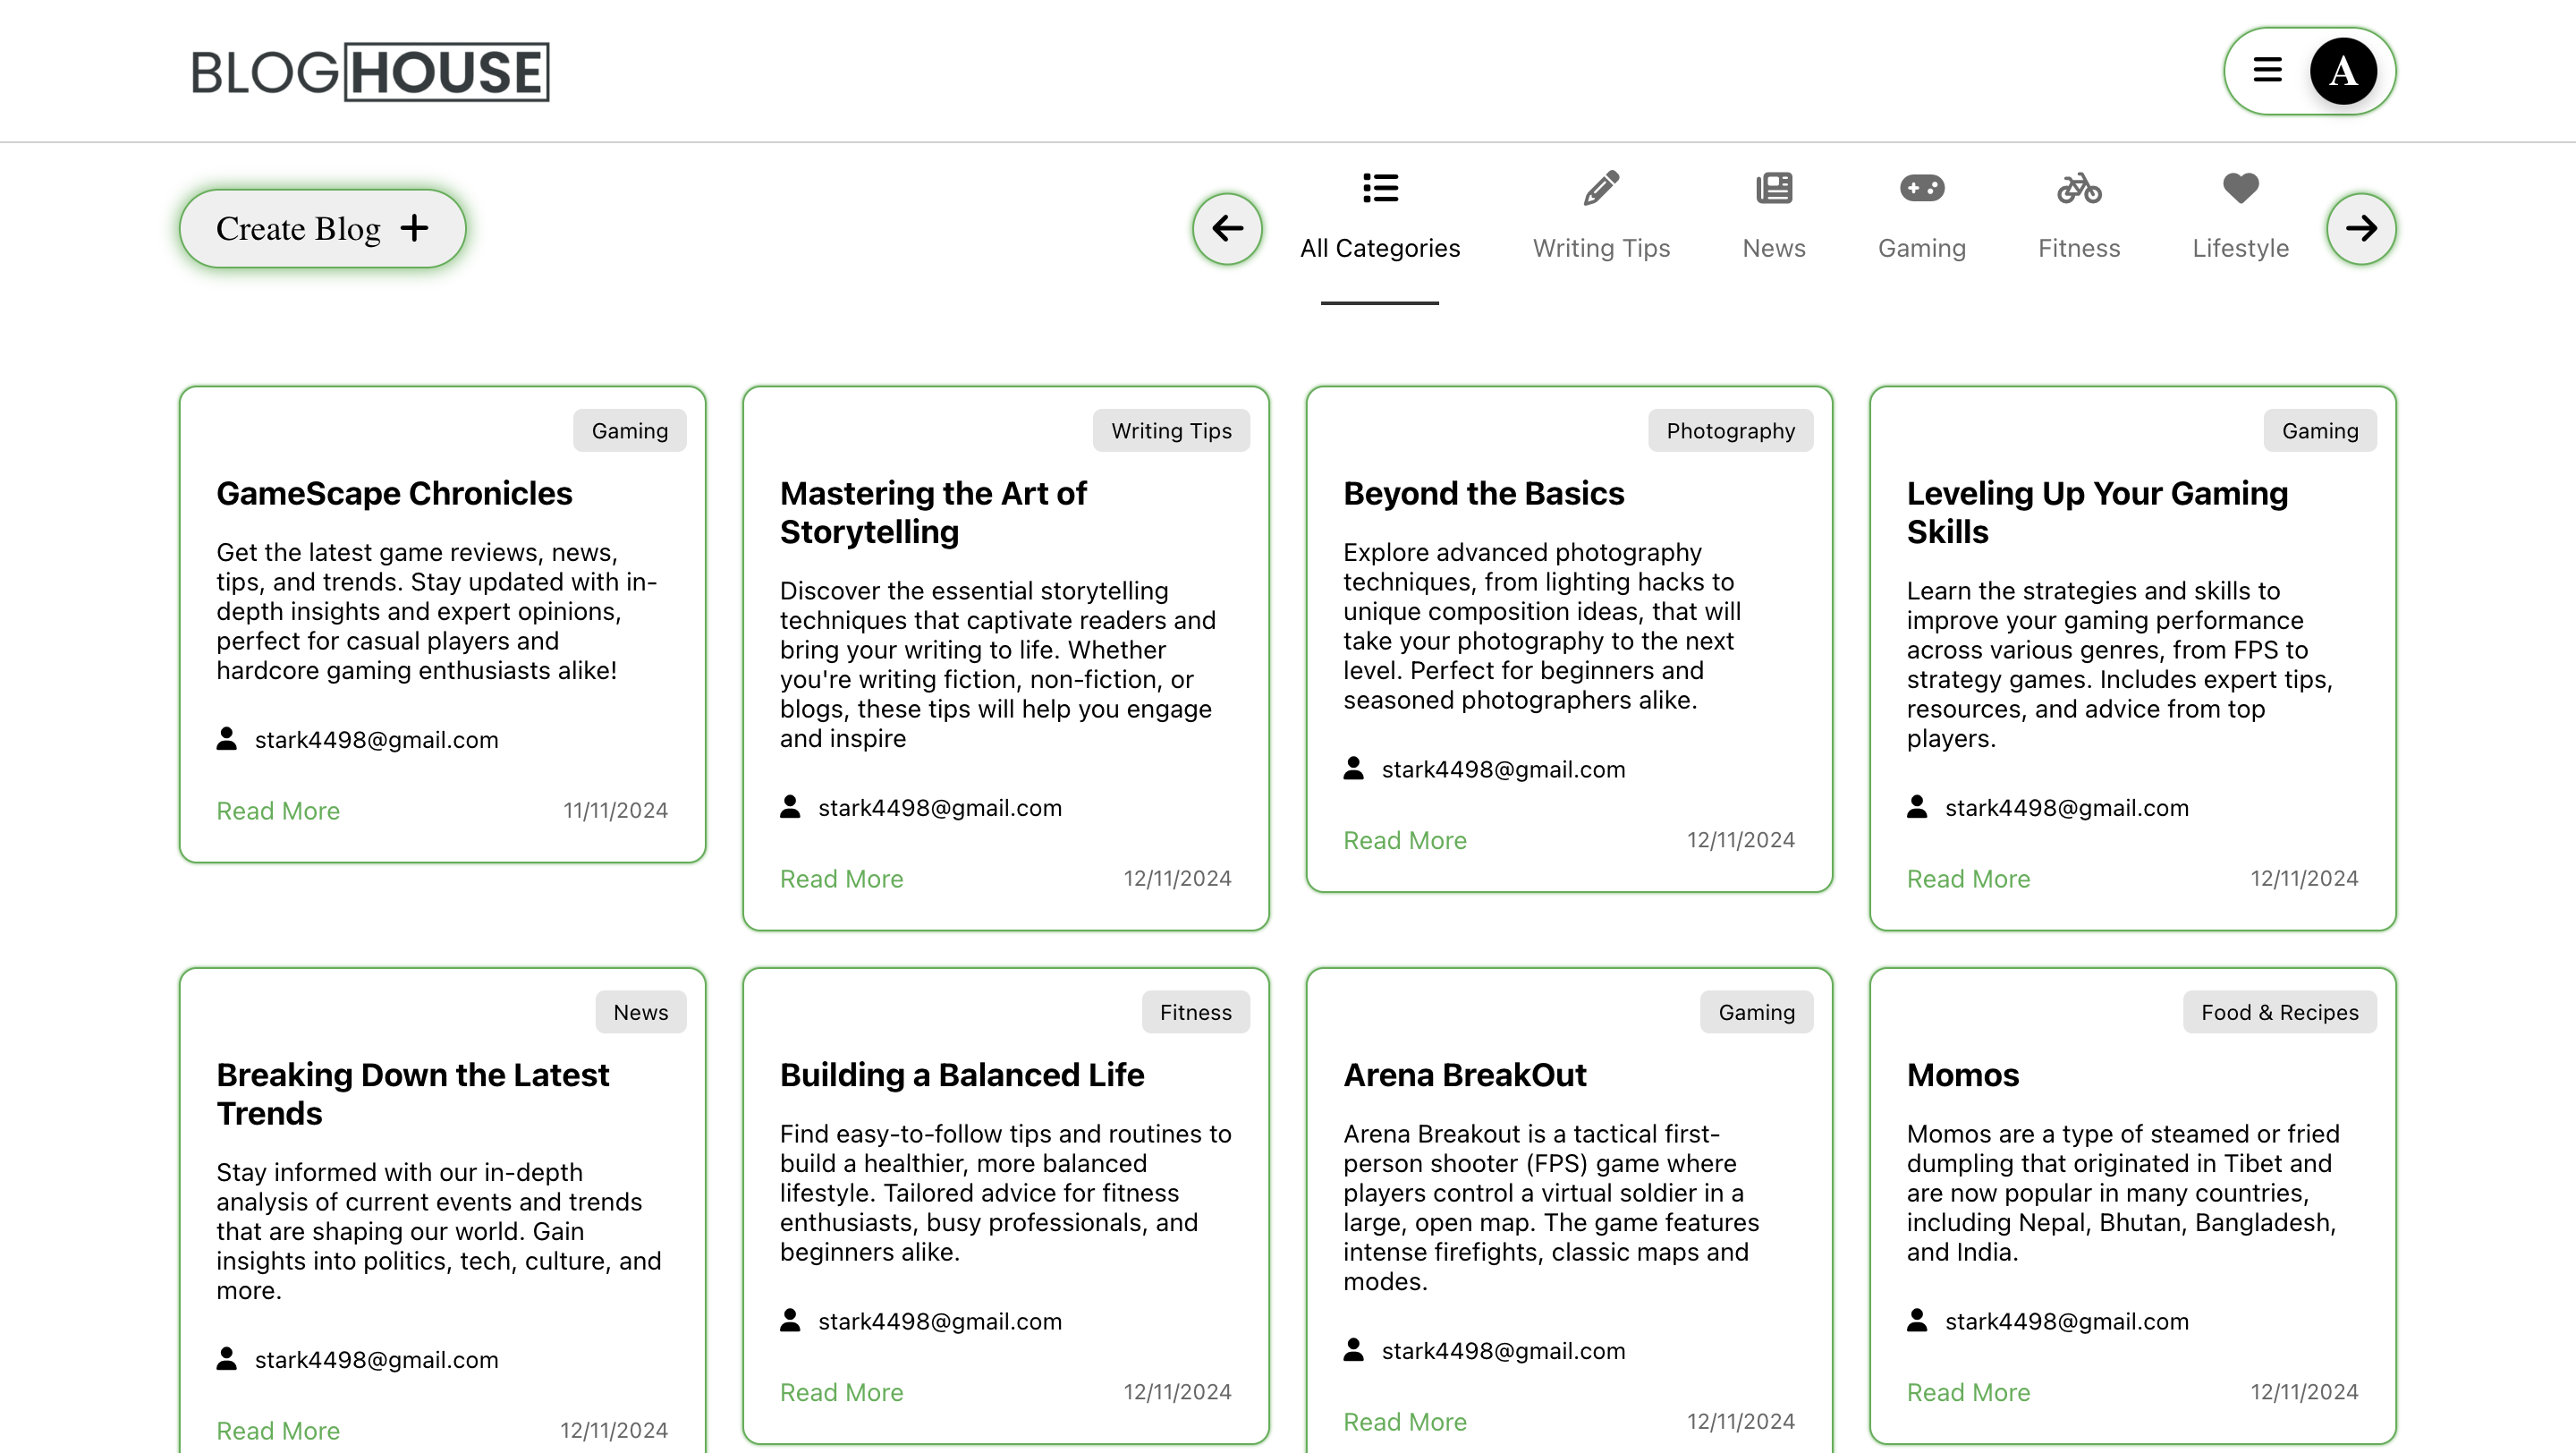 BLOGHOUSE
A
Create Blog
All Categories
Writing Tips
News
Gaming
Fitness
Lifestyle
Gaming
GameScape Chronicles
Get the latest game reviews, news,
tips, and trends. Stay updated with in-
depth insights and expert opinions,
perfect for casual players and
hardcore gaming enthusiasts alike!
stark4498@gmail.com
Read More
11/11/2024
Writing Tips
Mastering the Art of
Storytelling
Discover the essential storytelling
techniques that captivate readers and
bring your writing to life. Whether
you're writing fiction, non-fiction, or
blogs, these tips will help you engage
and inspire
stark4498@gmail.com
Read More
12/11/2024
Photography
Beyond the Basics
Explore advanced photography
techniques, from lighting hacks to
unique composition ideas, that will
take your photography to the next
level. Perfect for beginners and
seasoned photographers alike.
stark4498@gmail.com
Read More
12/11/2024
Gaming
Leveling Up Your Gaming
Skills
Learn the strategies and skills to
improve your gaming performance
across various genres, from FPS to
strategy games. Includes expert tips,
resources, and advice from top
players.
stark4498@gmail.com
Read More
12/11/2024
News
Breaking Down the Latest
Trends
Stay informed with our in-depth
analysis of current events and trends
that are shaping our world. Gain
insights into politics, tech, culture, and
more.
stark4498@gmail.com
Read More
12/11/2024
Fitness
Building a Balanced Life
Find easy-to-follow tips and routines to
build a healthier, more balanced
lifestyle. Tailored advice for fitness
enthusiasts, busy professionals, and
beginners alike.
stark4498@gmail.com
Read More
12/11/2024
Gaming
Arena BreakOut
Arena Breakout is a tactical first-
person shooter (FPS) game where
players control a virtual soldier in a
large, open map. The game features
intense firefights, classic maps and
modes.
stark4498@gmail.com
Read More
12/11/2024
Food & Recipes
Momos
Momos are a type of steamed or fried
dumpling that originated in Tibet and
are now popular in many countries,
including Nepal, Bhutan, Bangladesh,
and India.
stark4498@gmail.com
Read More
12/11/2024